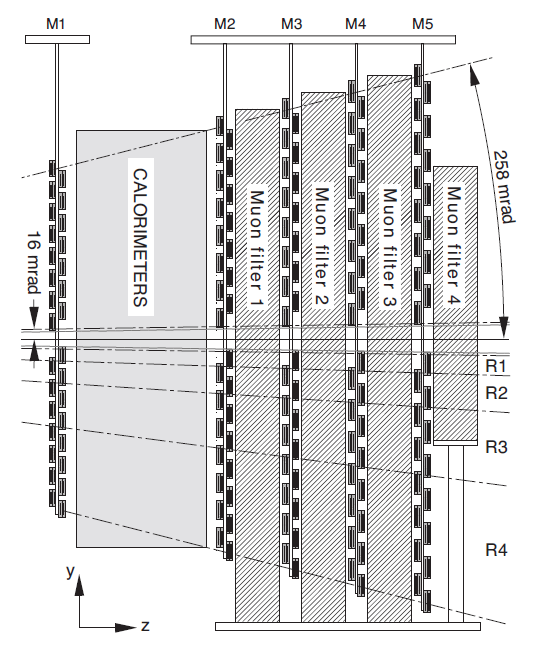 M1 M2 M3 M4 M5
CALORIMETERS
Muon filter 1
Muon filter 2
Muon filter 3
Muon filter 4
258 mrad
16 mrad
R1
R2
R3
R4
y
z